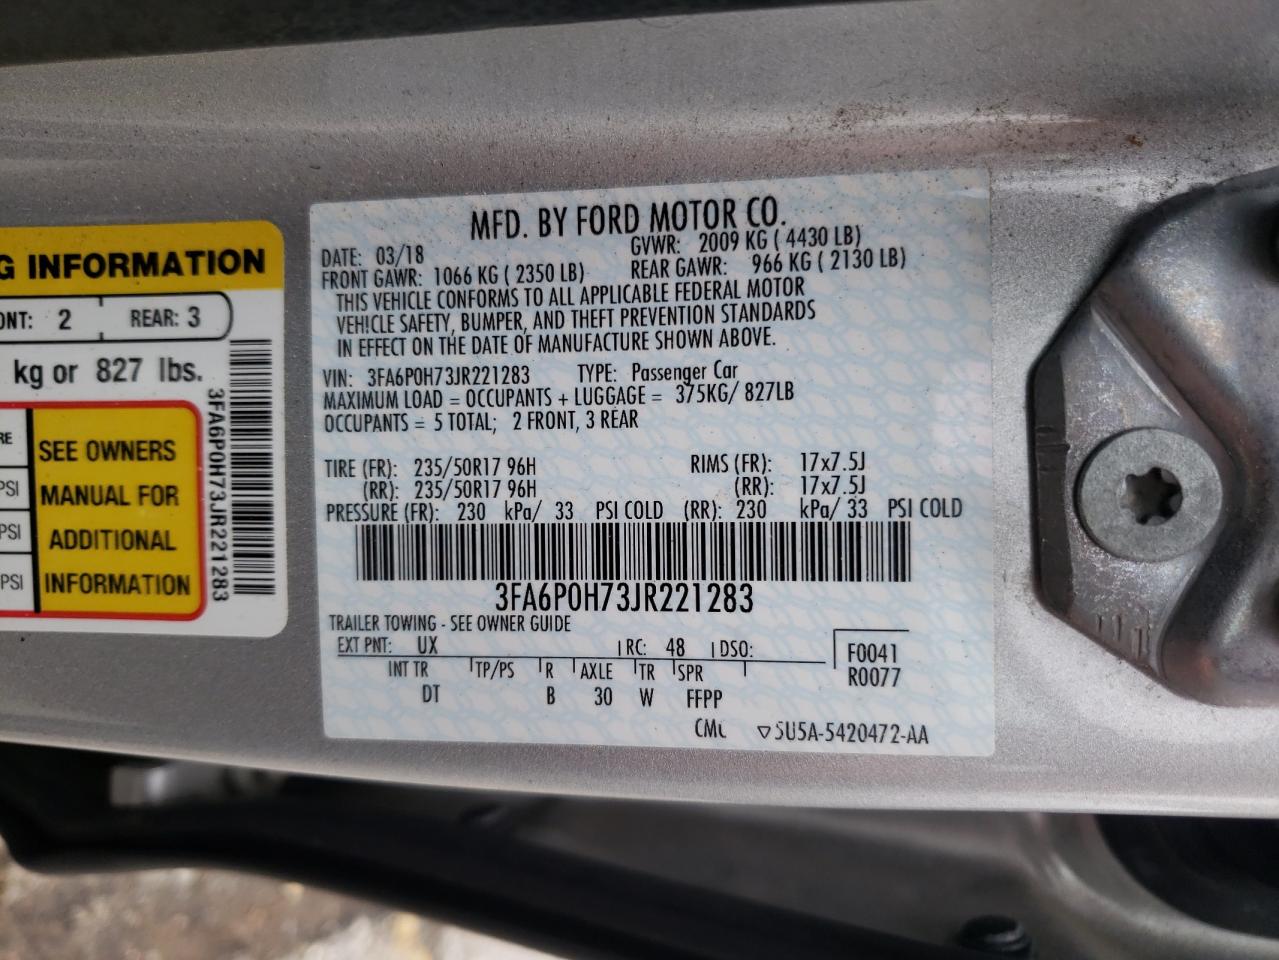 G INFORMATION
ONT: 2 REAR: 3
kg or 827 lbs.
SEE OWNERS
MANUAL FOR
ADDITIONAL
INFORMATION
RE
PSI
PSI
PSI
3FA6P0H73JR221283
MFD. BY FORD MOTOR CO.
DATE: 03/18 GVWR: 2009 KG ( 4430 LB)
FRONT GAWR: 1066 KG ( 2350 LB) REAR GAWR: 966 KG ( 2130 LB)
THIS VEHICLE CONFORMS TO ALL APPLICABLE FEDERAL MOTOR
VEHICLE SAFETY, BUMPER, AND THEFT PREVENTION STANDARDS
IN EFFECT ON THE DATE OF MANUFACTURE SHOWN ABOVE.
VIN: 3FA6P0H73JR221283 TYPE: Passenger Car
MAXIMUM LOAD = OCCUPANTS + LUGGAGE = 375KG/ 827LB
OCCUPANTS = 5 TOTAL; 2 FRONT, 3 REAR
TIRE (FR): 235/50R17 96H RIMS (FR): 17x7.5J
(RR): 235/50R17 96H (RR): 17x7.5J
PRESSURE (FR): 230 kPa/ 33 PSI COLD (RR): 230 kPa/ 33 PSI COLD
3FA6P0H73JR221283
TRAILER TOWING - SEE OWNER GUIDE
EXT PNT: UX RC: 48 DSO: F0041
INT TR TP/PS R AXLE TR SPR R0077
DT B 30 W FFPP
▽5U5A-5420472-AA